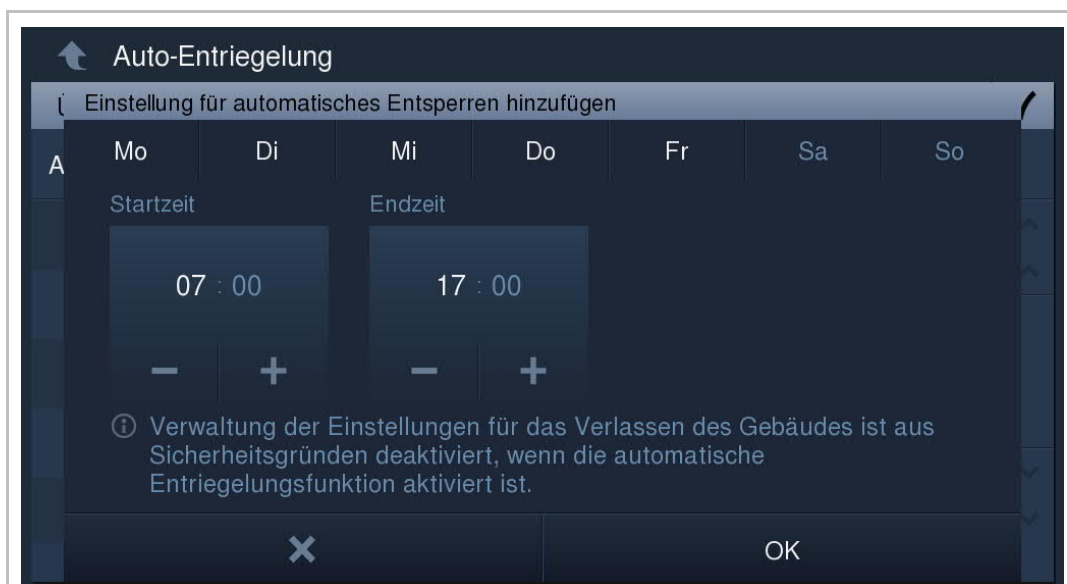 Auto-Entriegelung
Einstellung für automatisches Entsperren hinzufügen
Mo Di Mi Do Fr Sa So
Startzeit Endzeit
07 : 00 17 : 00
− + − +
Verwaltung der Einstellungen für das Verlassen des Gebäudes ist aus
Sicherheitsgründen deaktiviert, wenn die automatische
Entriegelungsfunktion aktiviert ist.
OK